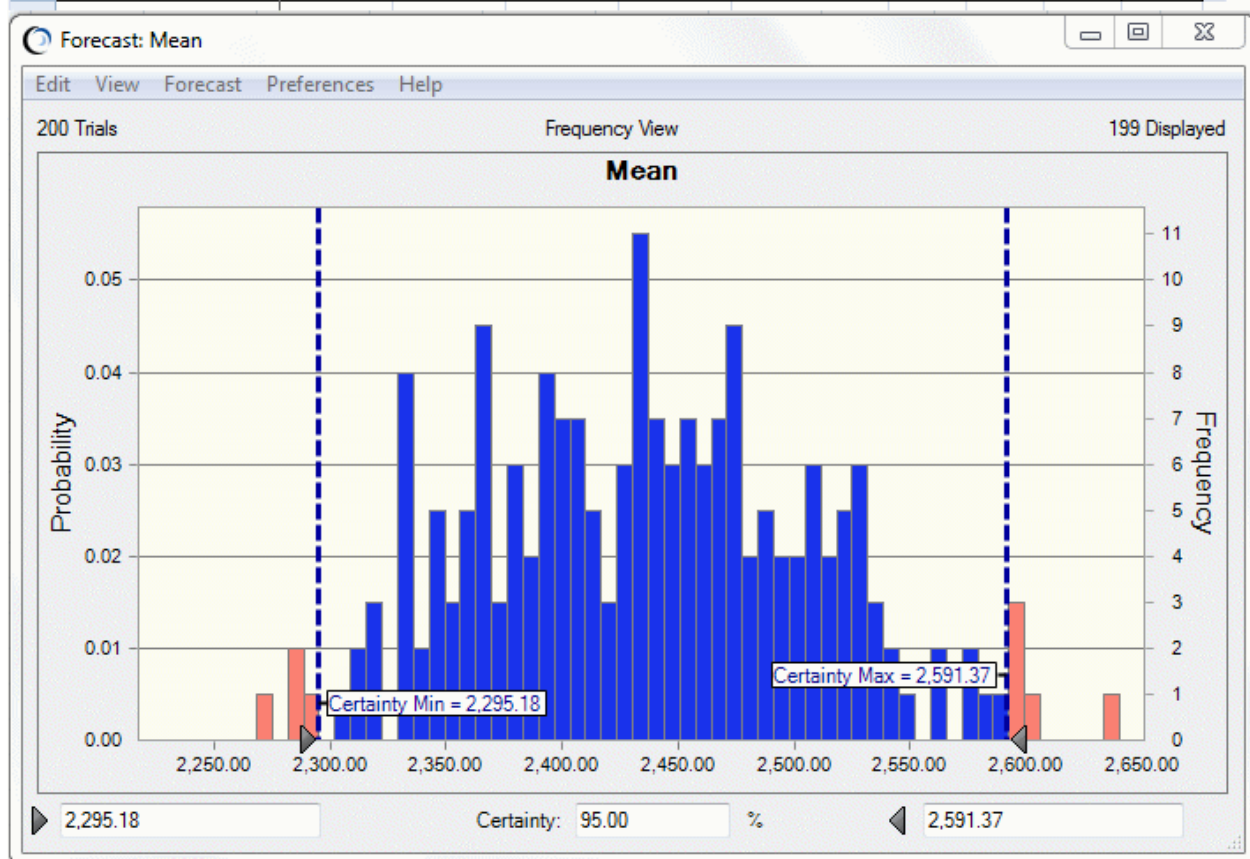 Forecast: Mean
Edit View Forecast Preferences Help
200 Trials Frequency View 199 Displayed
Mean
Probability
0.05
0.04
0.03
0.02
0.01
0.00
11
10
9
8
7
6
5
4
3
2
1
0
Frequency
Certainty Max = 2,591.37
Certainty Min = 2,295.18
2,250.00 2,300.00 2,350.00 2,400.00 2,450.00 2,500.00 2,550.00 2,600.00 2,650.00
2,295.18 Certainty: 95.00 % 2,591.37